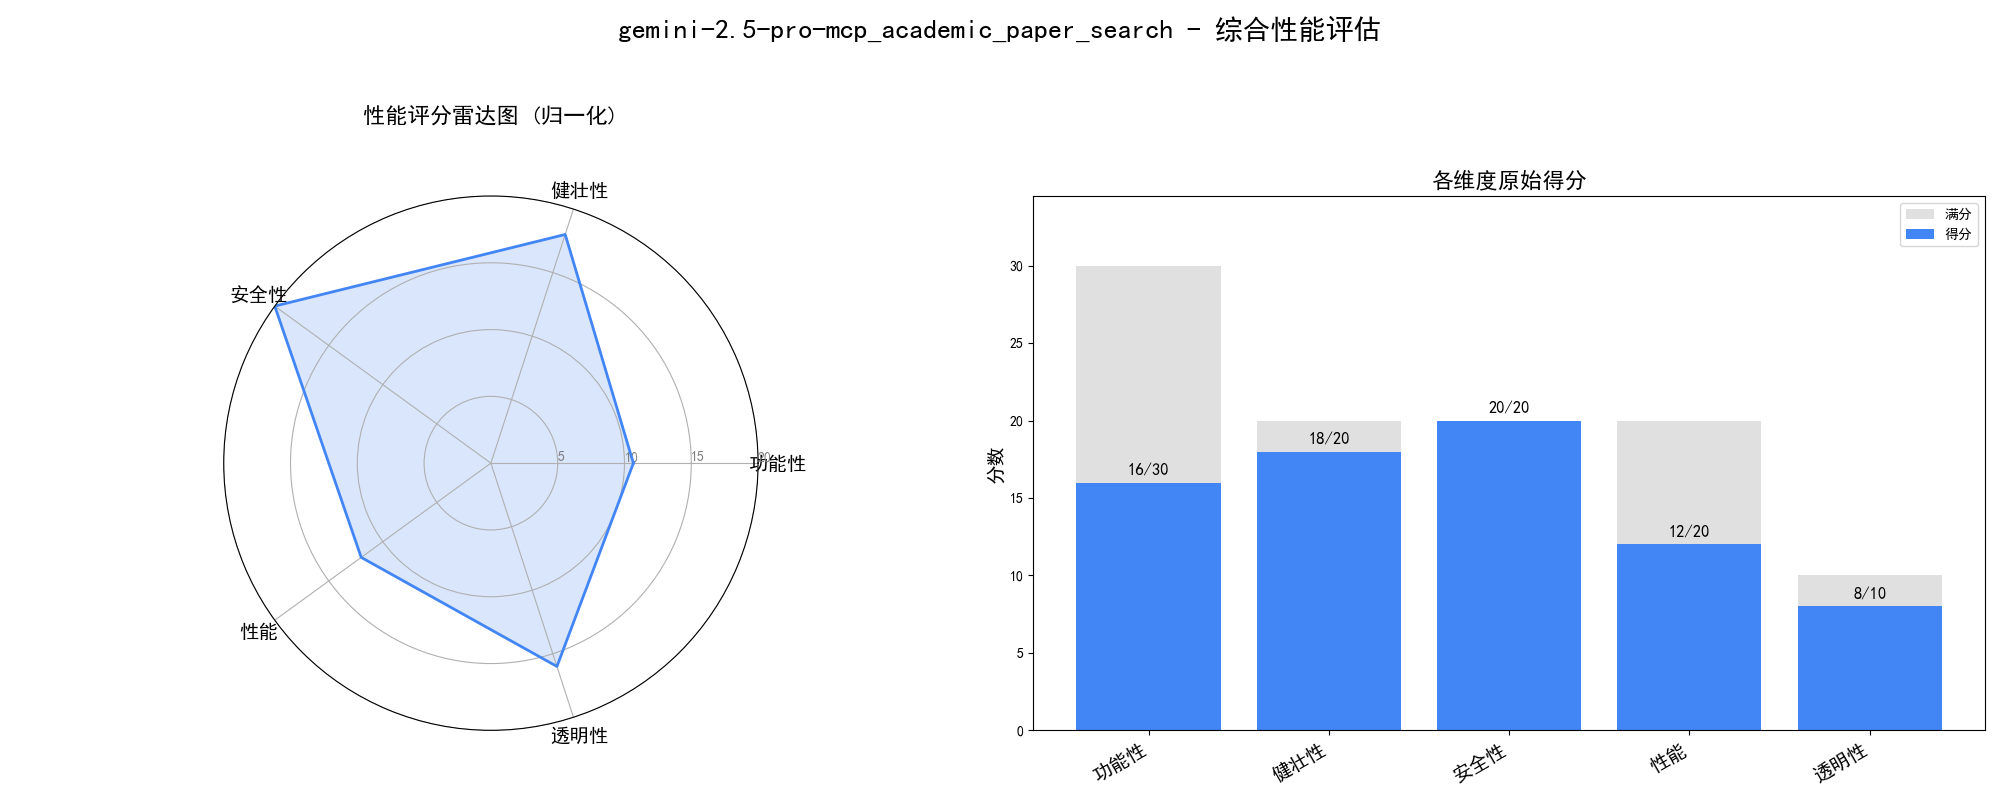 gemini-2.5-pro-mcp_academic_paper_search - 综合性能评估
性能评分雷达图 (归一化)
健壮性
安全性
5
10
15
20
功能性
性能
透明性
各维度原始得分
满分
得分
分数
30
25
20
15
10
5
0
16/30
18/20
20/20
12/20
8/10
功能性
健壮性
安全性
性能
透明性